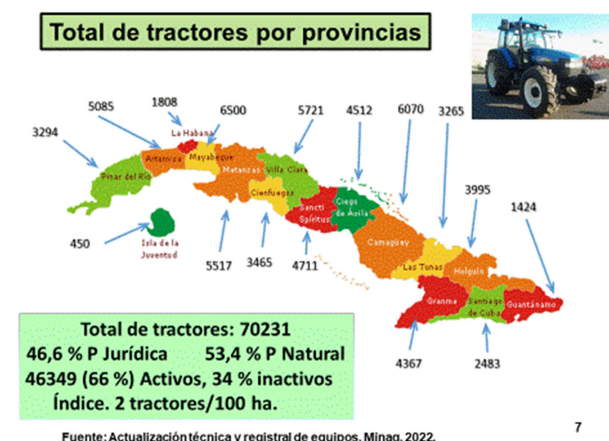 Total de tractores por provincias
5085
1808
6500
5721
4512
6070
3265
3294
La Habana
Artemisa
Mayabeque
Matanzas
Villa Clara
3995
Pinar del Río
Cienfuegos
Sancti
Spíritus
Ciego
de Ávila
1424
Camagüey
450
Isla de la
Juventud
5517
3465
4711
Las Tunas
Holguín
Granma
Santiago
de Cuba
Guantánamo
4367
2483
Total de tractores: 70231
46,6 % P Jurídica 53,4 % P Natural
46349 (66 %) Activos, 34 % inactivos
Índice. 2 tractores/100 ha.
Fuente: Actualización técnica y registral de equipos. Minag. 2022.
7